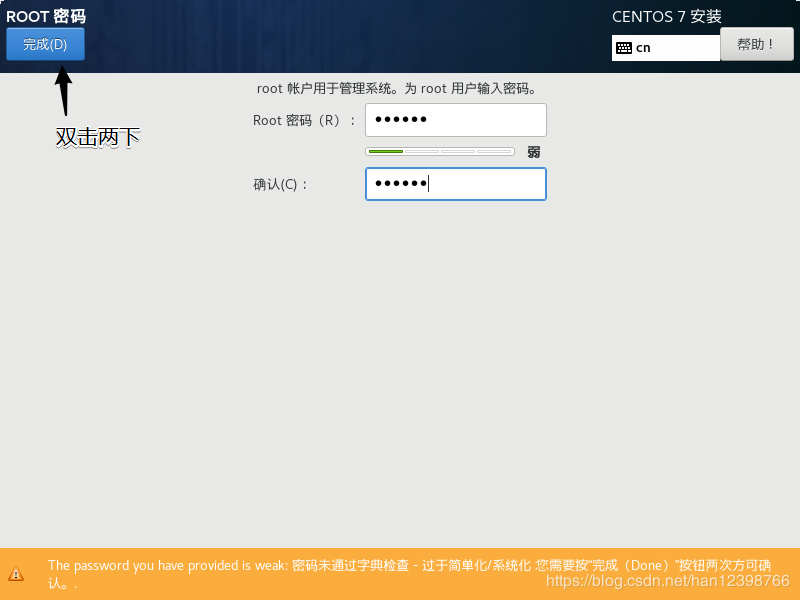 ROOT 密码
CENTOS 7 安装
完成(D)
cn
帮助！
双击两下
root 帐户用于管理系统。为 root 用户输入密码。
Root 密码（R）：
●●●●●●
弱
确认(C)：
●●●●●●
The password you have provided is weak: 密码未通过字典检查 - 过于简单化/系统化 您需要按“完成（Done）”按钮两次方可确
认。.
https://blog.csdn.net/han12398766